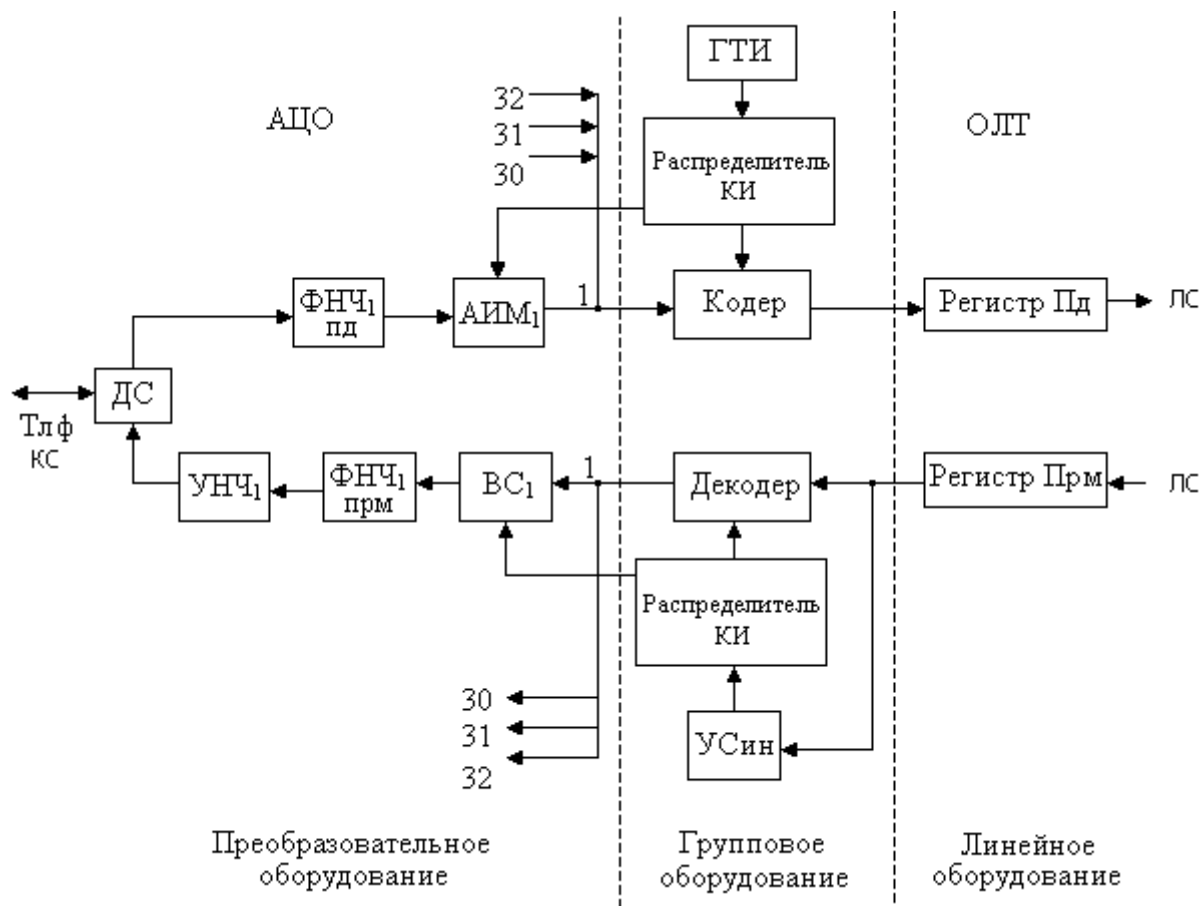 ГТИ
32
АЦО
31
ОЛТ
30
Распределитель
КИ
ФНЧ1
пд
АИМ1
1
Кодер
Регистр Пд
ЛС
ДС
Тлф
КС
УНЧ1
ФНЧ1
прм
ВС1
1
Декодер
Регистр Прм
ЛС
Распределитель
КИ
30
31
УСин
32
Преобразовательное
оборудование
Групповое
оборудование
Линейное
оборудование